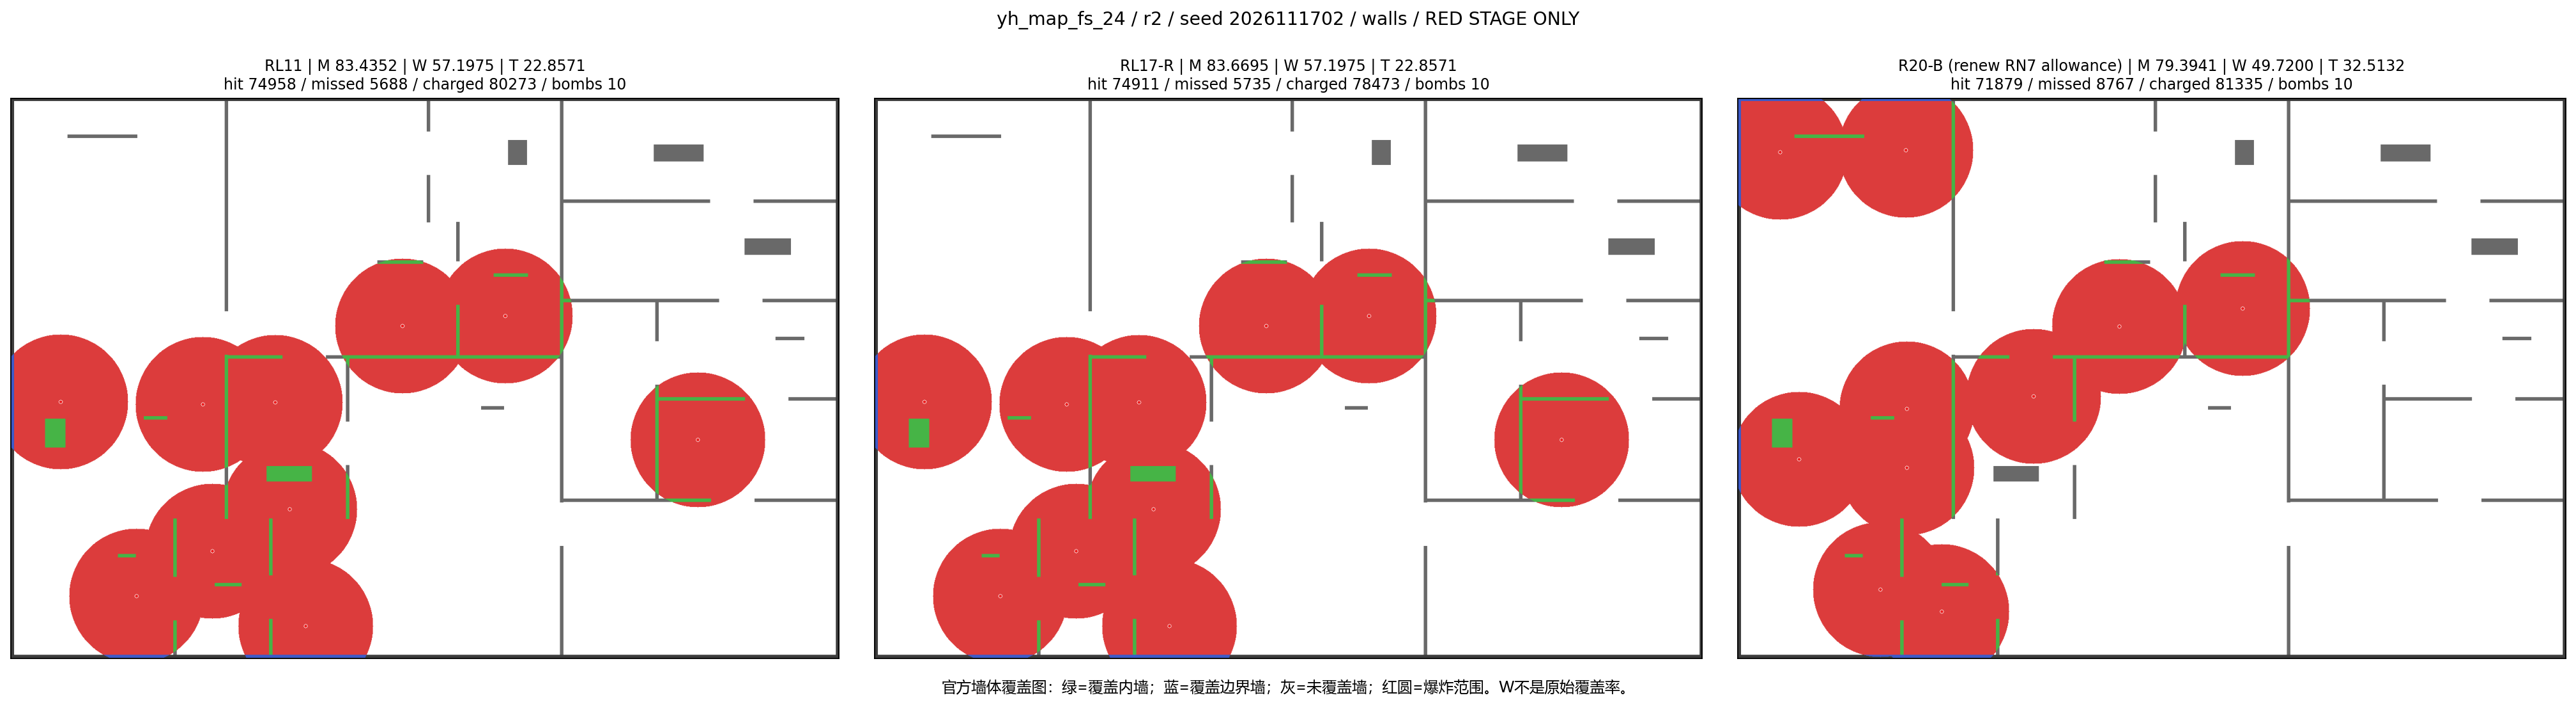 yh_map_fs_24 / r2 / seed 2026111702 / walls / RED STAGE ONLY
RL11 | M 83.4352 | W 57.1975 | T 22.8571
hit 74958 / missed 5688 / charged 80273 / bombs 10
RL17-R | M 83.6695 | W 57.1975 | T 22.8571
hit 74911 / missed 5735 / charged 78473 / bombs 10
R20-B (renew RN7 allowance) | M 79.3941 | W 49.7200 | T 32.5132
hit 71879 / missed 8767 / charged 81335 / bombs 10
官方墙体覆盖图：绿=覆盖内墙；蓝=覆盖边界墙；灰=未覆盖墙；红圆=爆炸范围。W不是原始覆盖率。